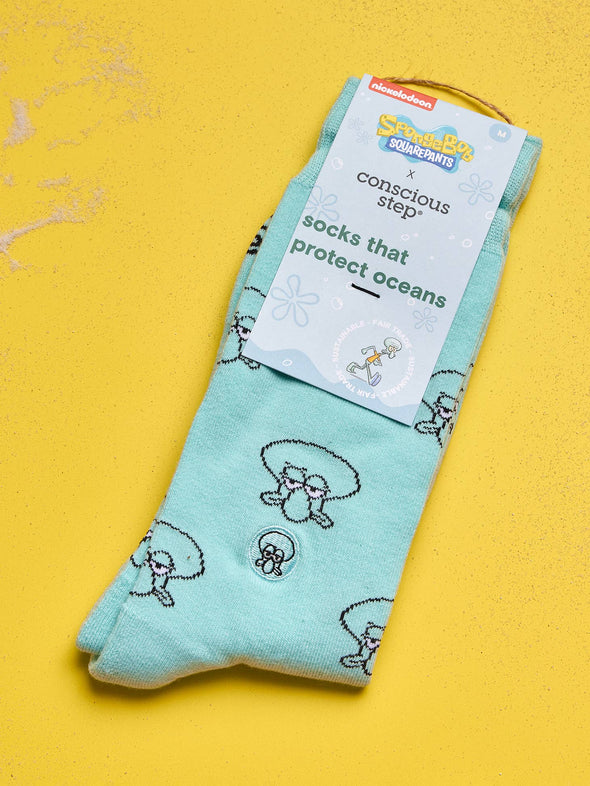 nickelodeon
M
SpongeBob
SQUAREPANTS
x
conscious
step®
socks that
protect oceans
SUSTAINABLE · FAIR TRADE · SUSTAINABLE · FAIR TRADE ·